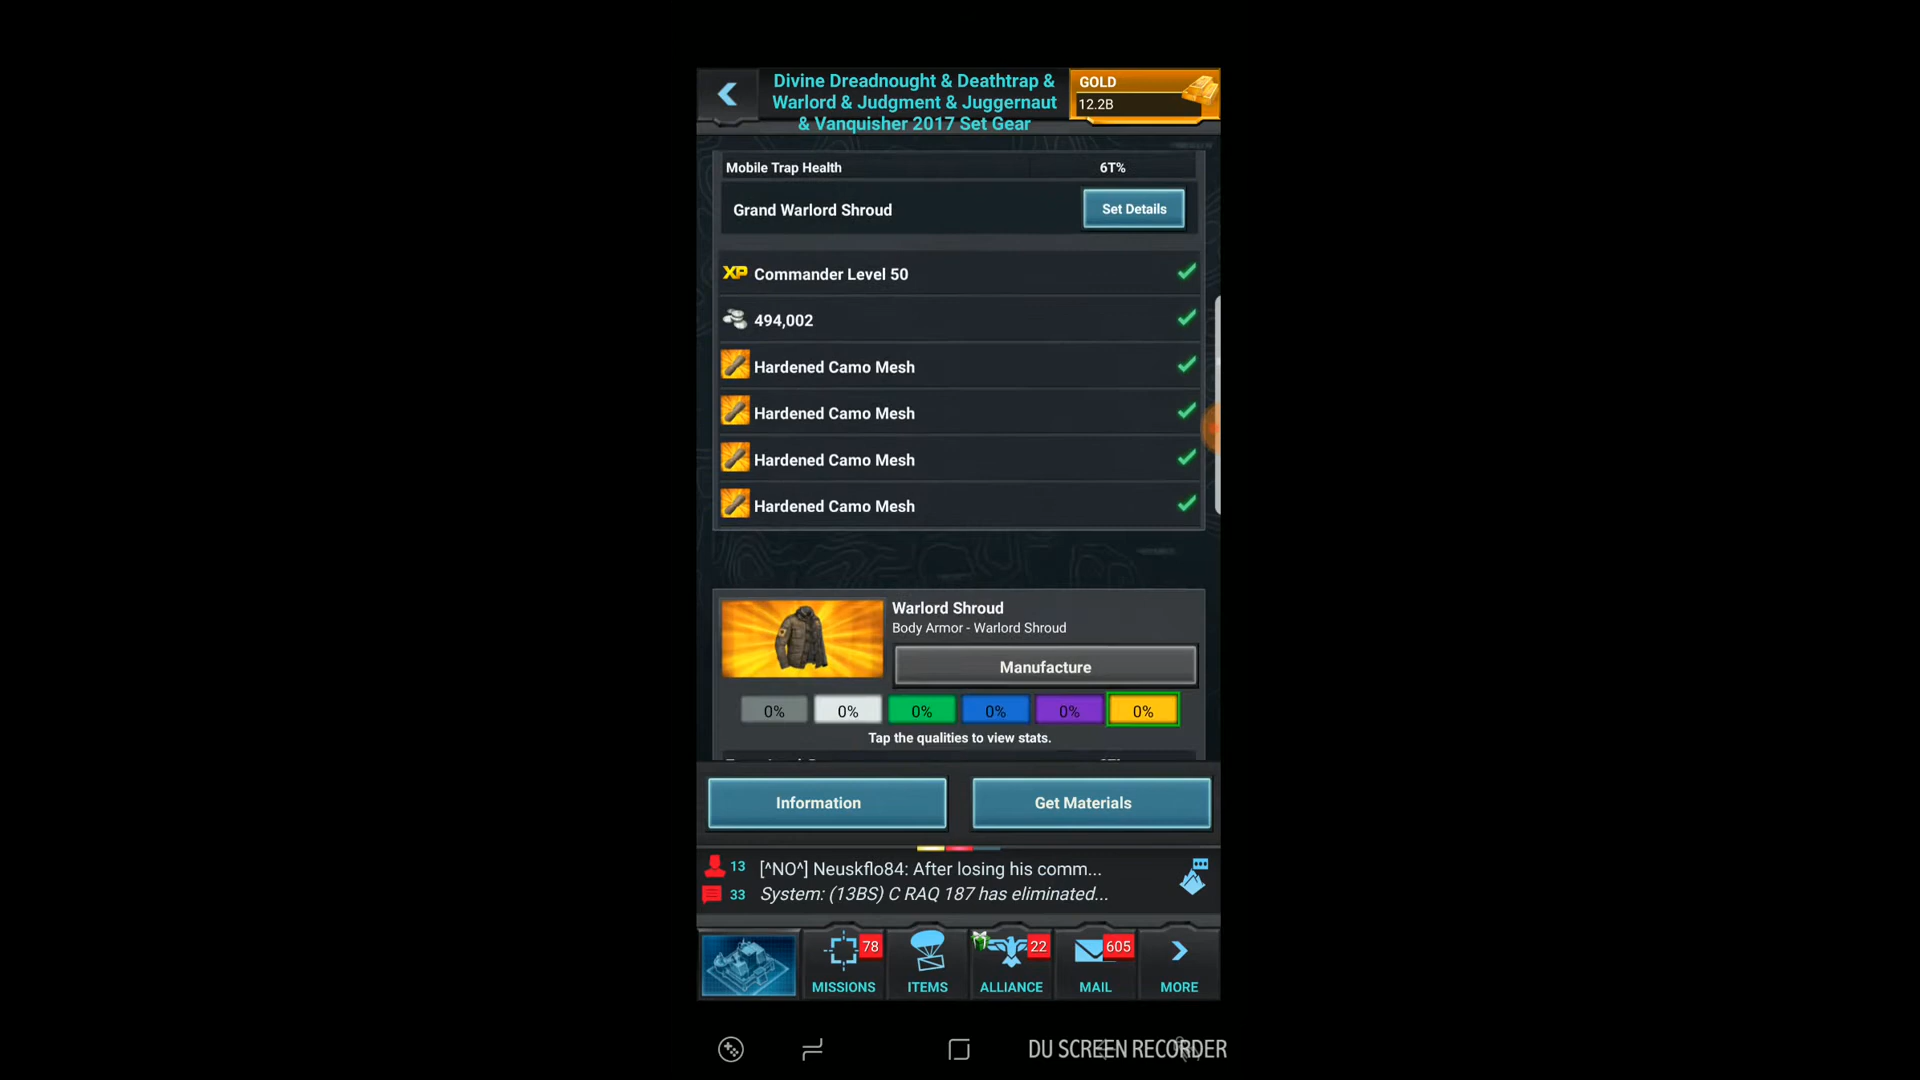 Divine Dreadnought & Deathtrap &
Warlord & Judgment & Juggernaut
& Vanquisher 2017 Set Gear
GOLD
12.2B
Mobile Trap Health 6T%
Grand Warlord Shroud Set Details
XP Commander Level 50
494,002
Hardened Camo Mesh
Hardened Camo Mesh
Hardened Camo Mesh
Hardened Camo Mesh
Warlord Shroud
Body Armor - Warlord Shroud
Manufacture
0% 0% 0% 0% 0% 0%
Tap the qualities to view stats.
Information Get Materials
13 [^NO^] Neuskflo84: After losing his comm...
33 System: (13BS) C RAQ 187 has eliminated...
78 22 605
MISSIONS ITEMS ALLIANCE MAIL MORE
DU SCREEN RECORDER